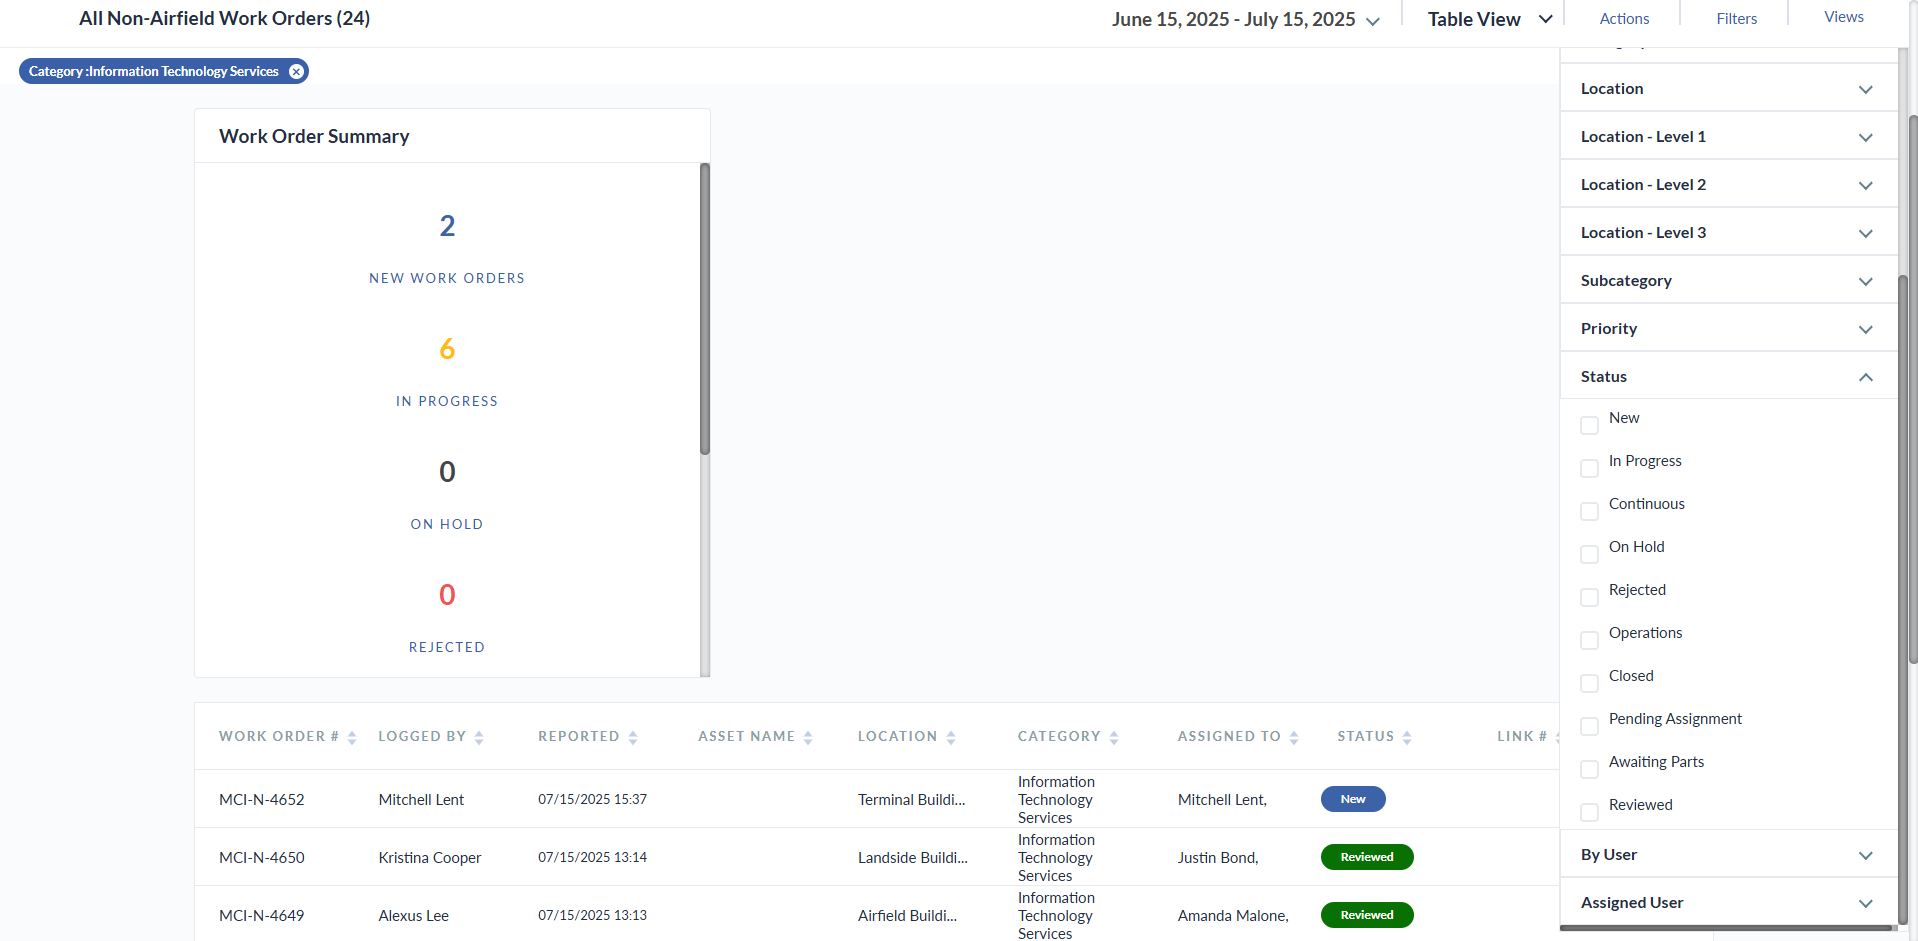 All Non-Airfield Work Orders (24)
June 15, 2025 - July 15, 2025
Table View
Actions
Filters
Views
Category :Information Technology Services
Work Order Summary
2
NEW WORK ORDERS
6
IN PROGRESS
0
ON HOLD
0
REJECTED
Location
Location - Level 1
Location - Level 2
Location - Level 3
Subcategory
Priority
Status
New
In Progress
Continuous
On Hold
Rejected
Operations
Closed
Pending Assignment
Awaiting Parts
Reviewed
By User
Assigned User
WORK ORDER # LOGGED BY REPORTED ASSET NAME LOCATION CATEGORY ASSIGNED TO STATUS LINK #
MCI-N-4652 Mitchell Lent 07/15/2025 15:37 Terminal Buildi... Information Technology Services Mitchell Lent, New
MCI-N-4650 Kristina Cooper 07/15/2025 13:14 Landside Buildi... Information Technology Services Justin Bond, Reviewed
MCI-N-4649 Alexus Lee 07/15/2025 13:13 Airfield Buildi... Information Technology Services Amanda Malone, Reviewed